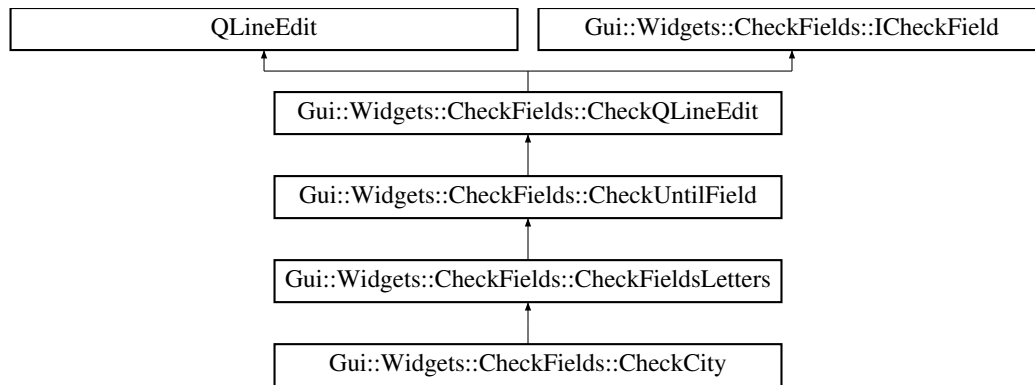 QLineEdit
Gui::Widgets::CheckFields::ICheckField
Gui::Widgets::CheckFields::CheckQLineEdit
Gui::Widgets::CheckFields::CheckUntilField
Gui::Widgets::CheckFields::CheckFieldsLetters
Gui::Widgets::CheckFields::CheckCity